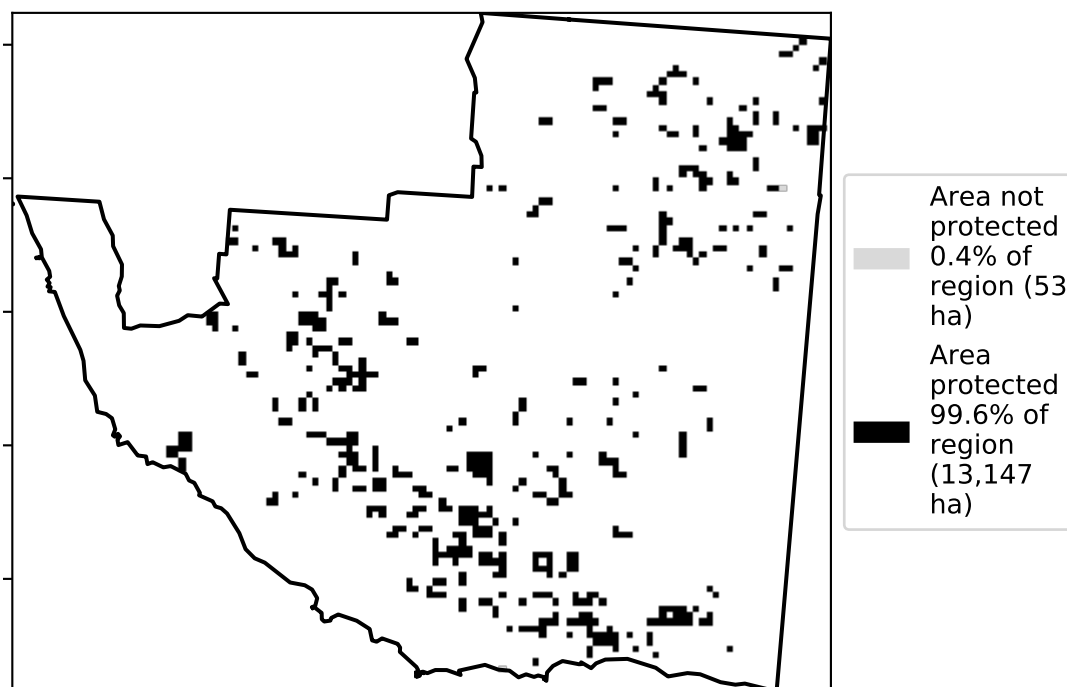 Area not
protected
0.4% of
region (53
ha)
Area
protected
99.6% of
region
(13,147
ha)